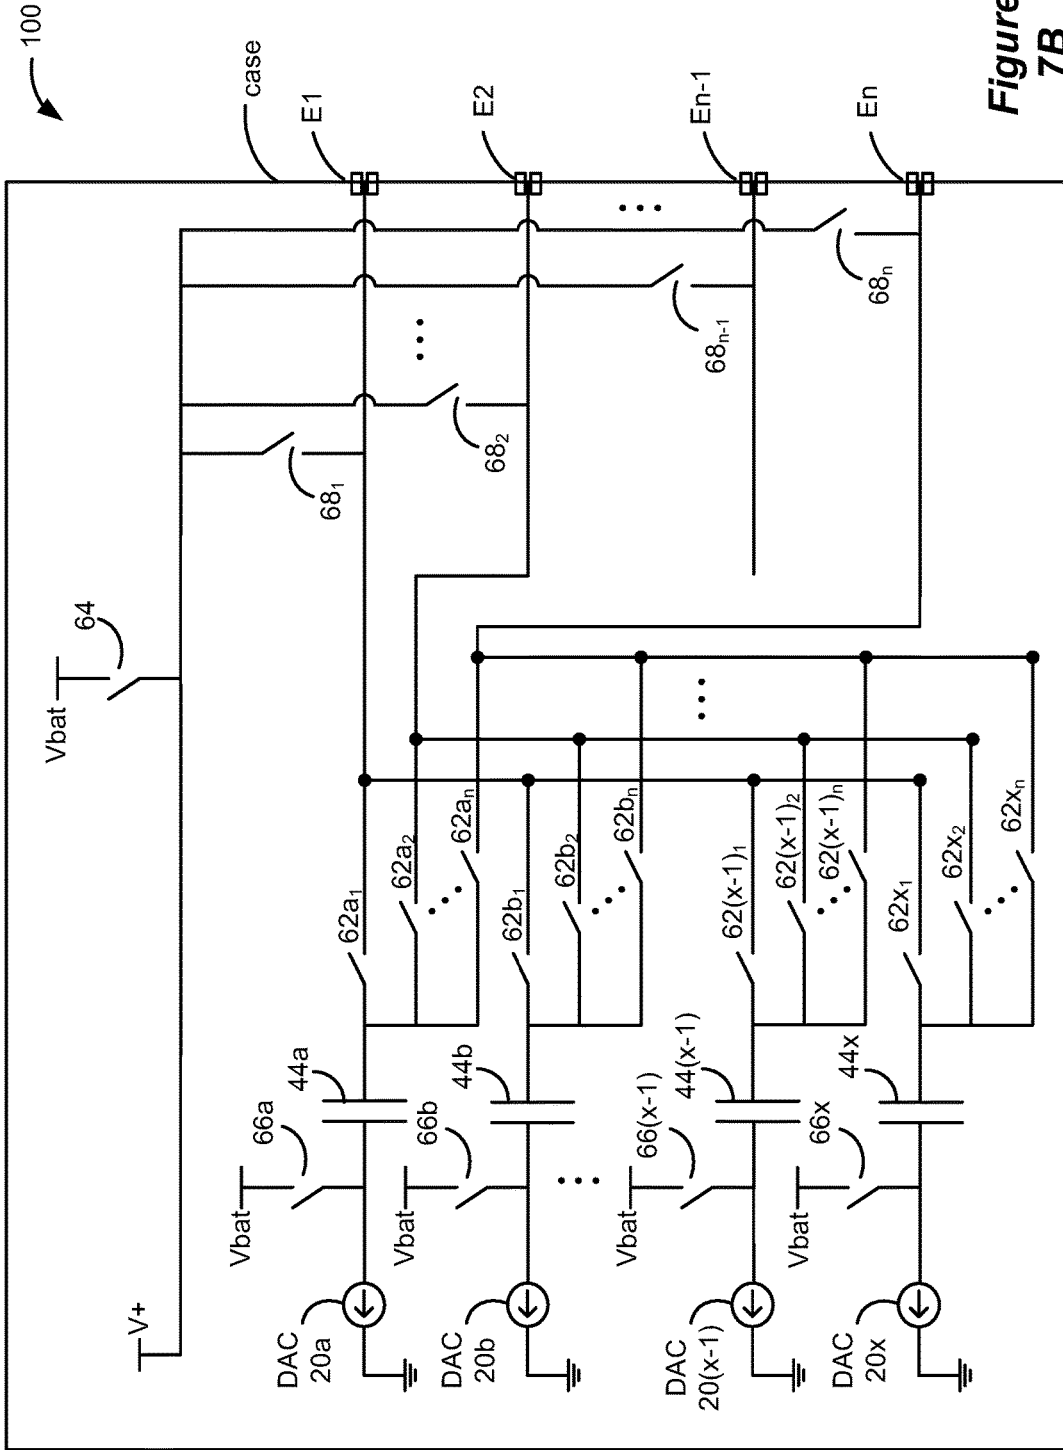 100
case
E1
E2
En-1
En
V+
Vbat
64
68₁
68₂
68ₙ₋₁
68ₙ
Vbat
66a
44a
62a₁
62a₂
62aₙ
DAC
20a
Vbat
66b
44b
62b₁
62b₂
62bₙ
DAC
20b
Vbat
66(x-1)
44(x-1)
62(x-1)₁
62(x-1)₂
62(x-1)ₙ
DAC
20(x-1)
Vbat
66x
44x
62x₁
62x₂
62xₙ
DAC
20x
Figure
7B